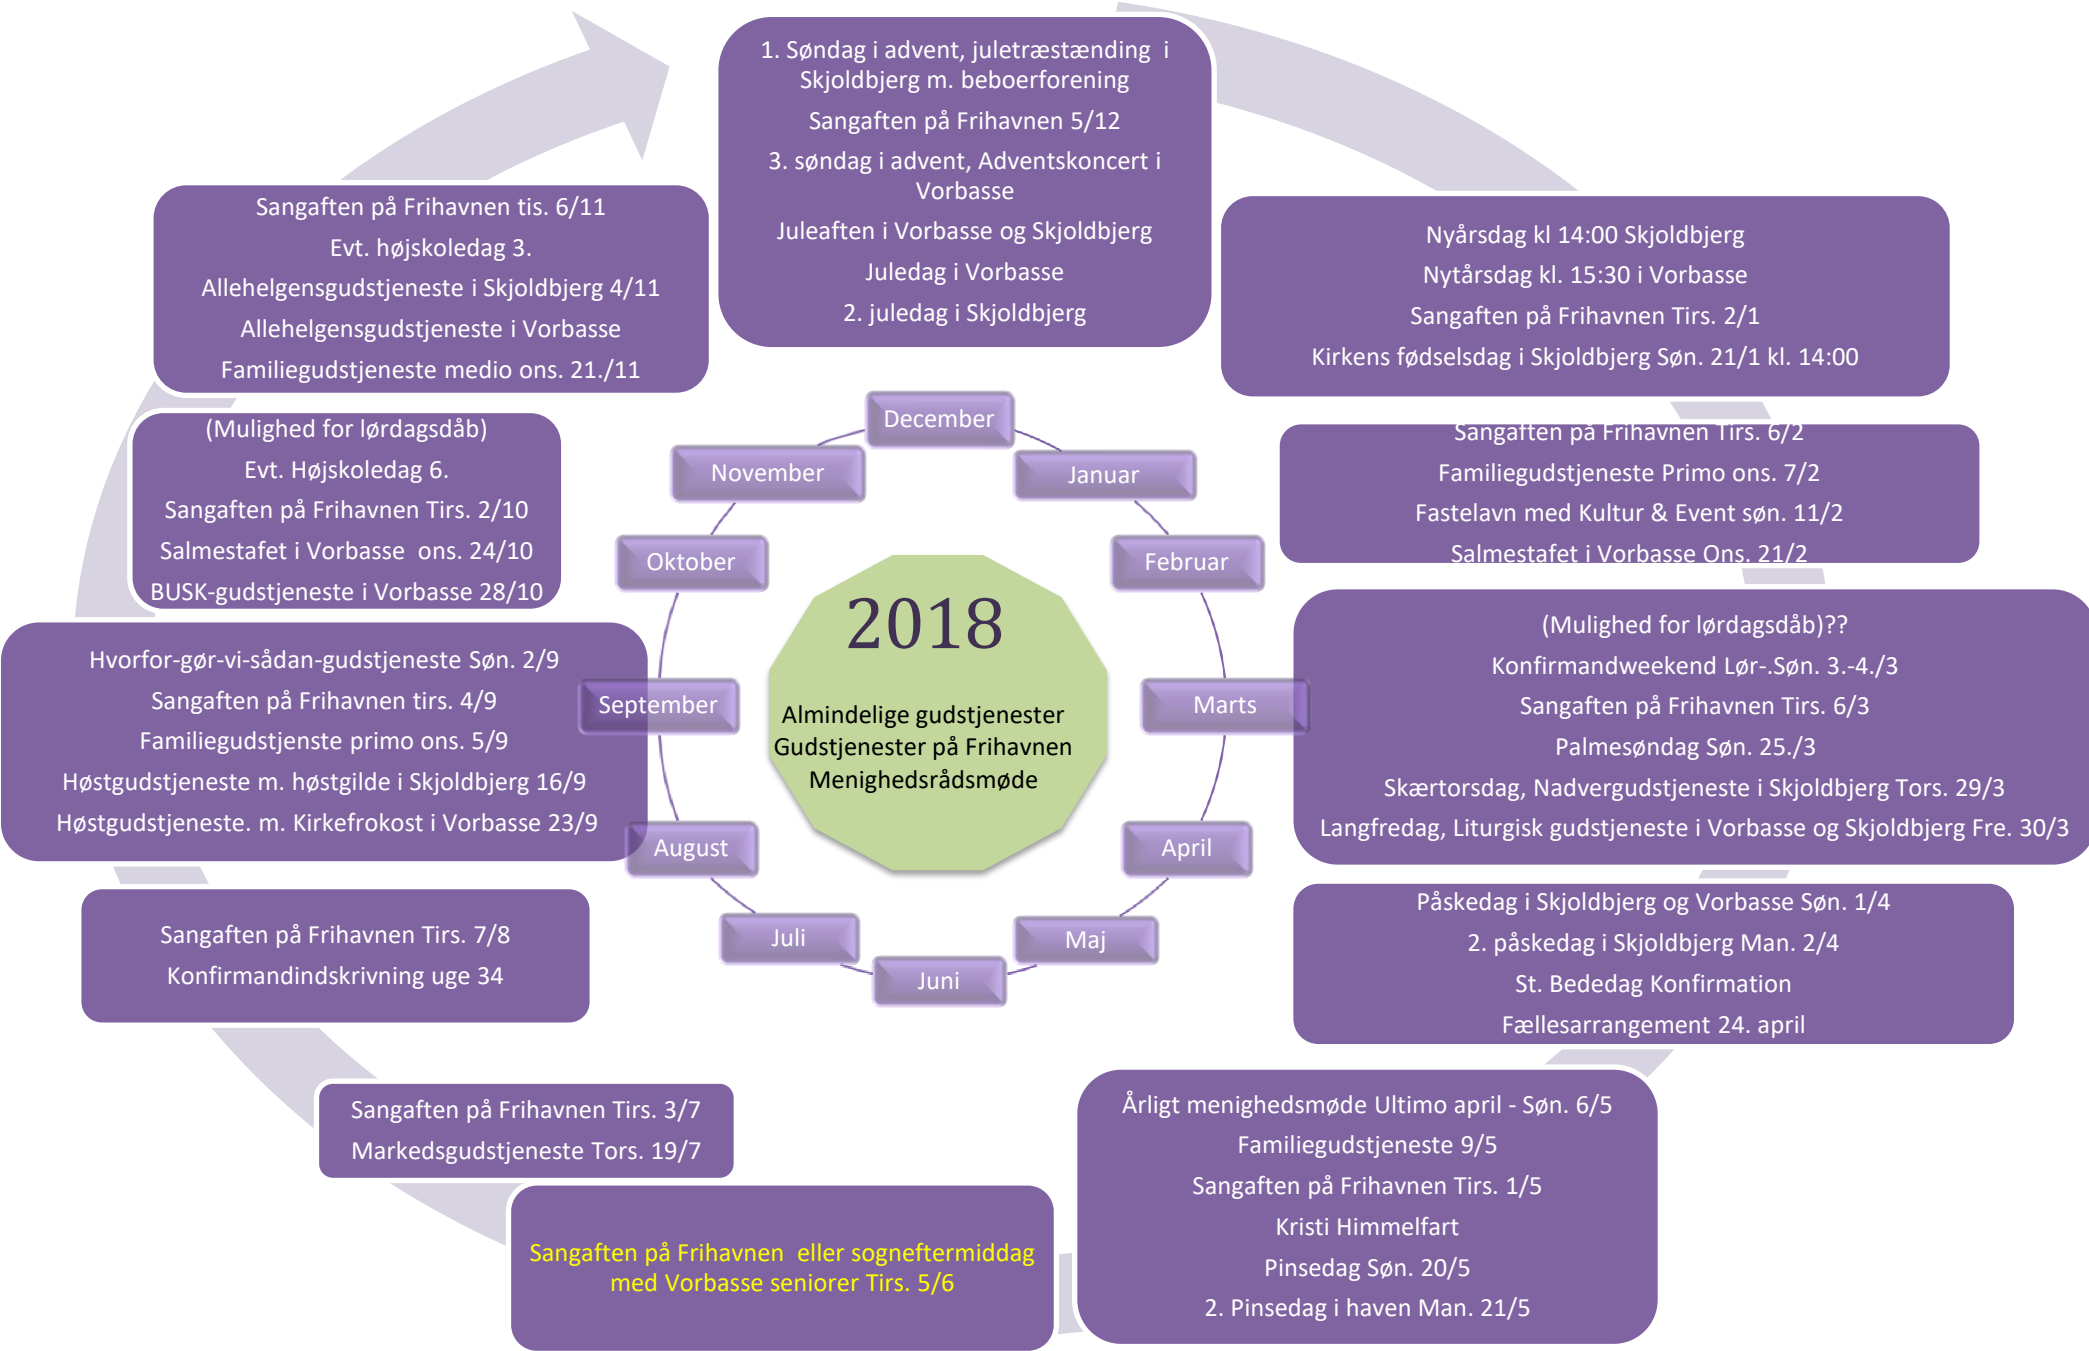 1. Søndag i advent, juletræstænding i
Skjoldbjerg m. beboerforening
Sangaften på Frihavnen 5/12
3. søndag i advent, Adventskoncert i
Vorbasse
Juleaften i Vorbasse og Skjoldbjerg
Juledag i Vorbasse
2. juledag i Skjoldbjerg
Nyårsdag kl 14:00 Skjoldbjerg
Nytårsdag kl. 15:30 i Vorbasse
Sangaften på Frihavnen Tirs. 2/1
Kirkens fødselsdag i Skjoldbjerg Søn. 21/1 kl. 14:00
Sangaften på Frihavnen Tirs. 6/2
Familiegudstjeneste Primo ons. 7/2
Fastelavn med Kultur & Event søn. 11/2
Salmestafet i Vorbasse Ons. 21/2
(Mulighed for lørdagsdåb)??
Konfirmandweekend Lør-.Søn. 3.-4./3
Sangaften på Frihavnen Tirs. 6/3
Palmesøndag Søn. 25./3
Skærtorsdag, Nadvergudstjeneste i Skjoldbjerg Tors. 29/3
Langfredag, Liturgisk gudstjeneste i Vorbasse og Skjoldbjerg Fre. 30/3
Påskedag i Skjoldbjerg og Vorbasse Søn. 1/4
2. påskedag i Skjoldbjerg Man. 2/4
St. Bededag Konfirmation
Fællesarrangement 24. april
Årligt menighedsmøde Ultimo april - Søn. 6/5
Familiegudstjeneste 9/5
Sangaften på Frihavnen Tirs. 1/5
Kristi Himmelfart
Pinsedag Søn. 20/5
2. Pinsedag i haven Man. 21/5
Sangaften på Frihavnen eller sogneftermiddag
med Vorbasse seniorer Tirs. 5/6
Sangaften på Frihavnen Tirs. 3/7
Markedsgudstjeneste Tors. 19/7
Sangaften på Frihavnen Tirs. 7/8
Konfirmandindskrivning uge 34
Hvorfor-gør-vi-sådan-gudstjeneste Søn. 2/9
Sangaften på Frihavnen tirs. 4/9
Familiegudstjenste primo ons. 5/9
Høstgudstjeneste m. høstgilde i Skjoldbjerg 16/9
Høstgudstjeneste. m. Kirkefrokost i Vorbasse 23/9
(Mulighed for lørdagsdåb)
Evt. Højskoledag 6.
Sangaften på Frihavnen Tirs. 2/10
Salmestafet i Vorbasse ons. 24/10
BUSK-gudstjeneste i Vorbasse 28/10
Sangaften på Frihavnen tis. 6/11
Evt. højskoledag 3.
Allehelgensgudstjeneste i Skjoldbjerg 4/11
Allehelgensgudstjeneste i Vorbasse
Familiegudstjeneste medio ons. 21./11
December
Januar
Februar
Marts
April
Maj
Juni
Juli
August
September
Oktober
November
2018
Almindelige gudstjenester
Gudstjenester på Frihavnen
Menighedsrådsmøde